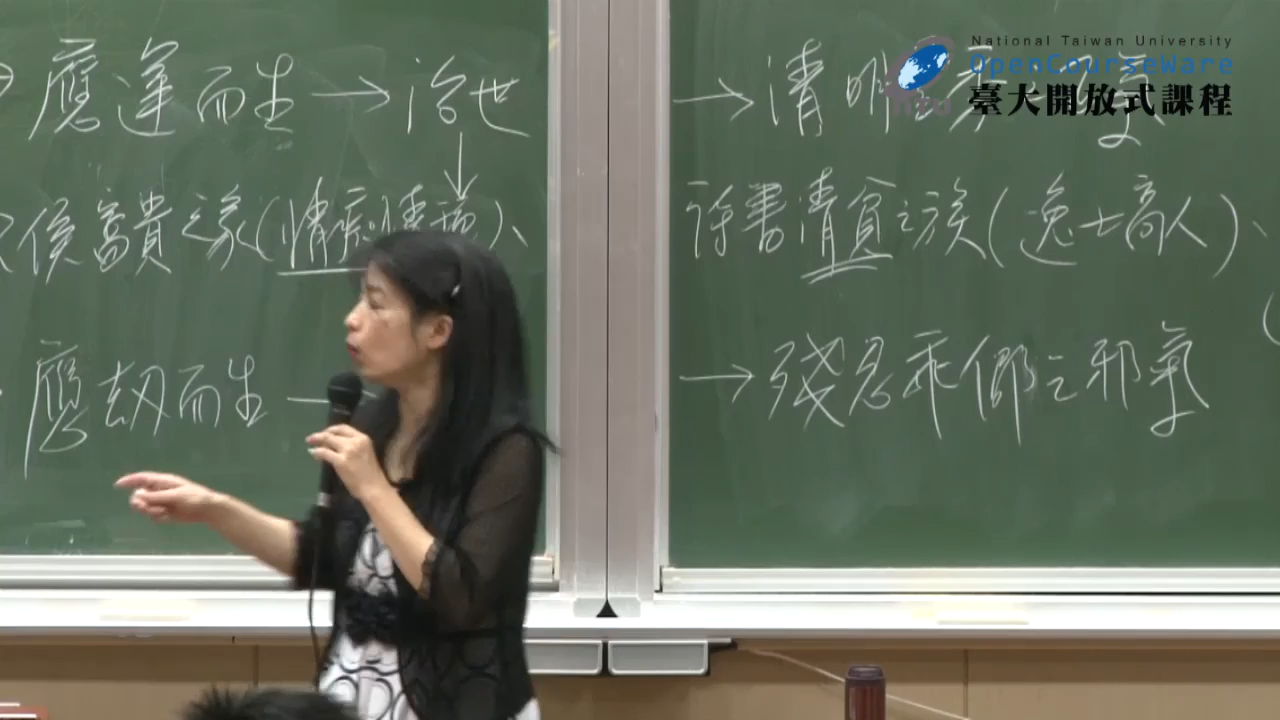 應運而生→治世
侯富貴之家(情痴情種)、
應劫而生
→清明
詩書清貧之族(逸士高人)、
→殘忍乖僻之邪氣
National Taiwan University
OpenCourseWare
臺大開放式課程